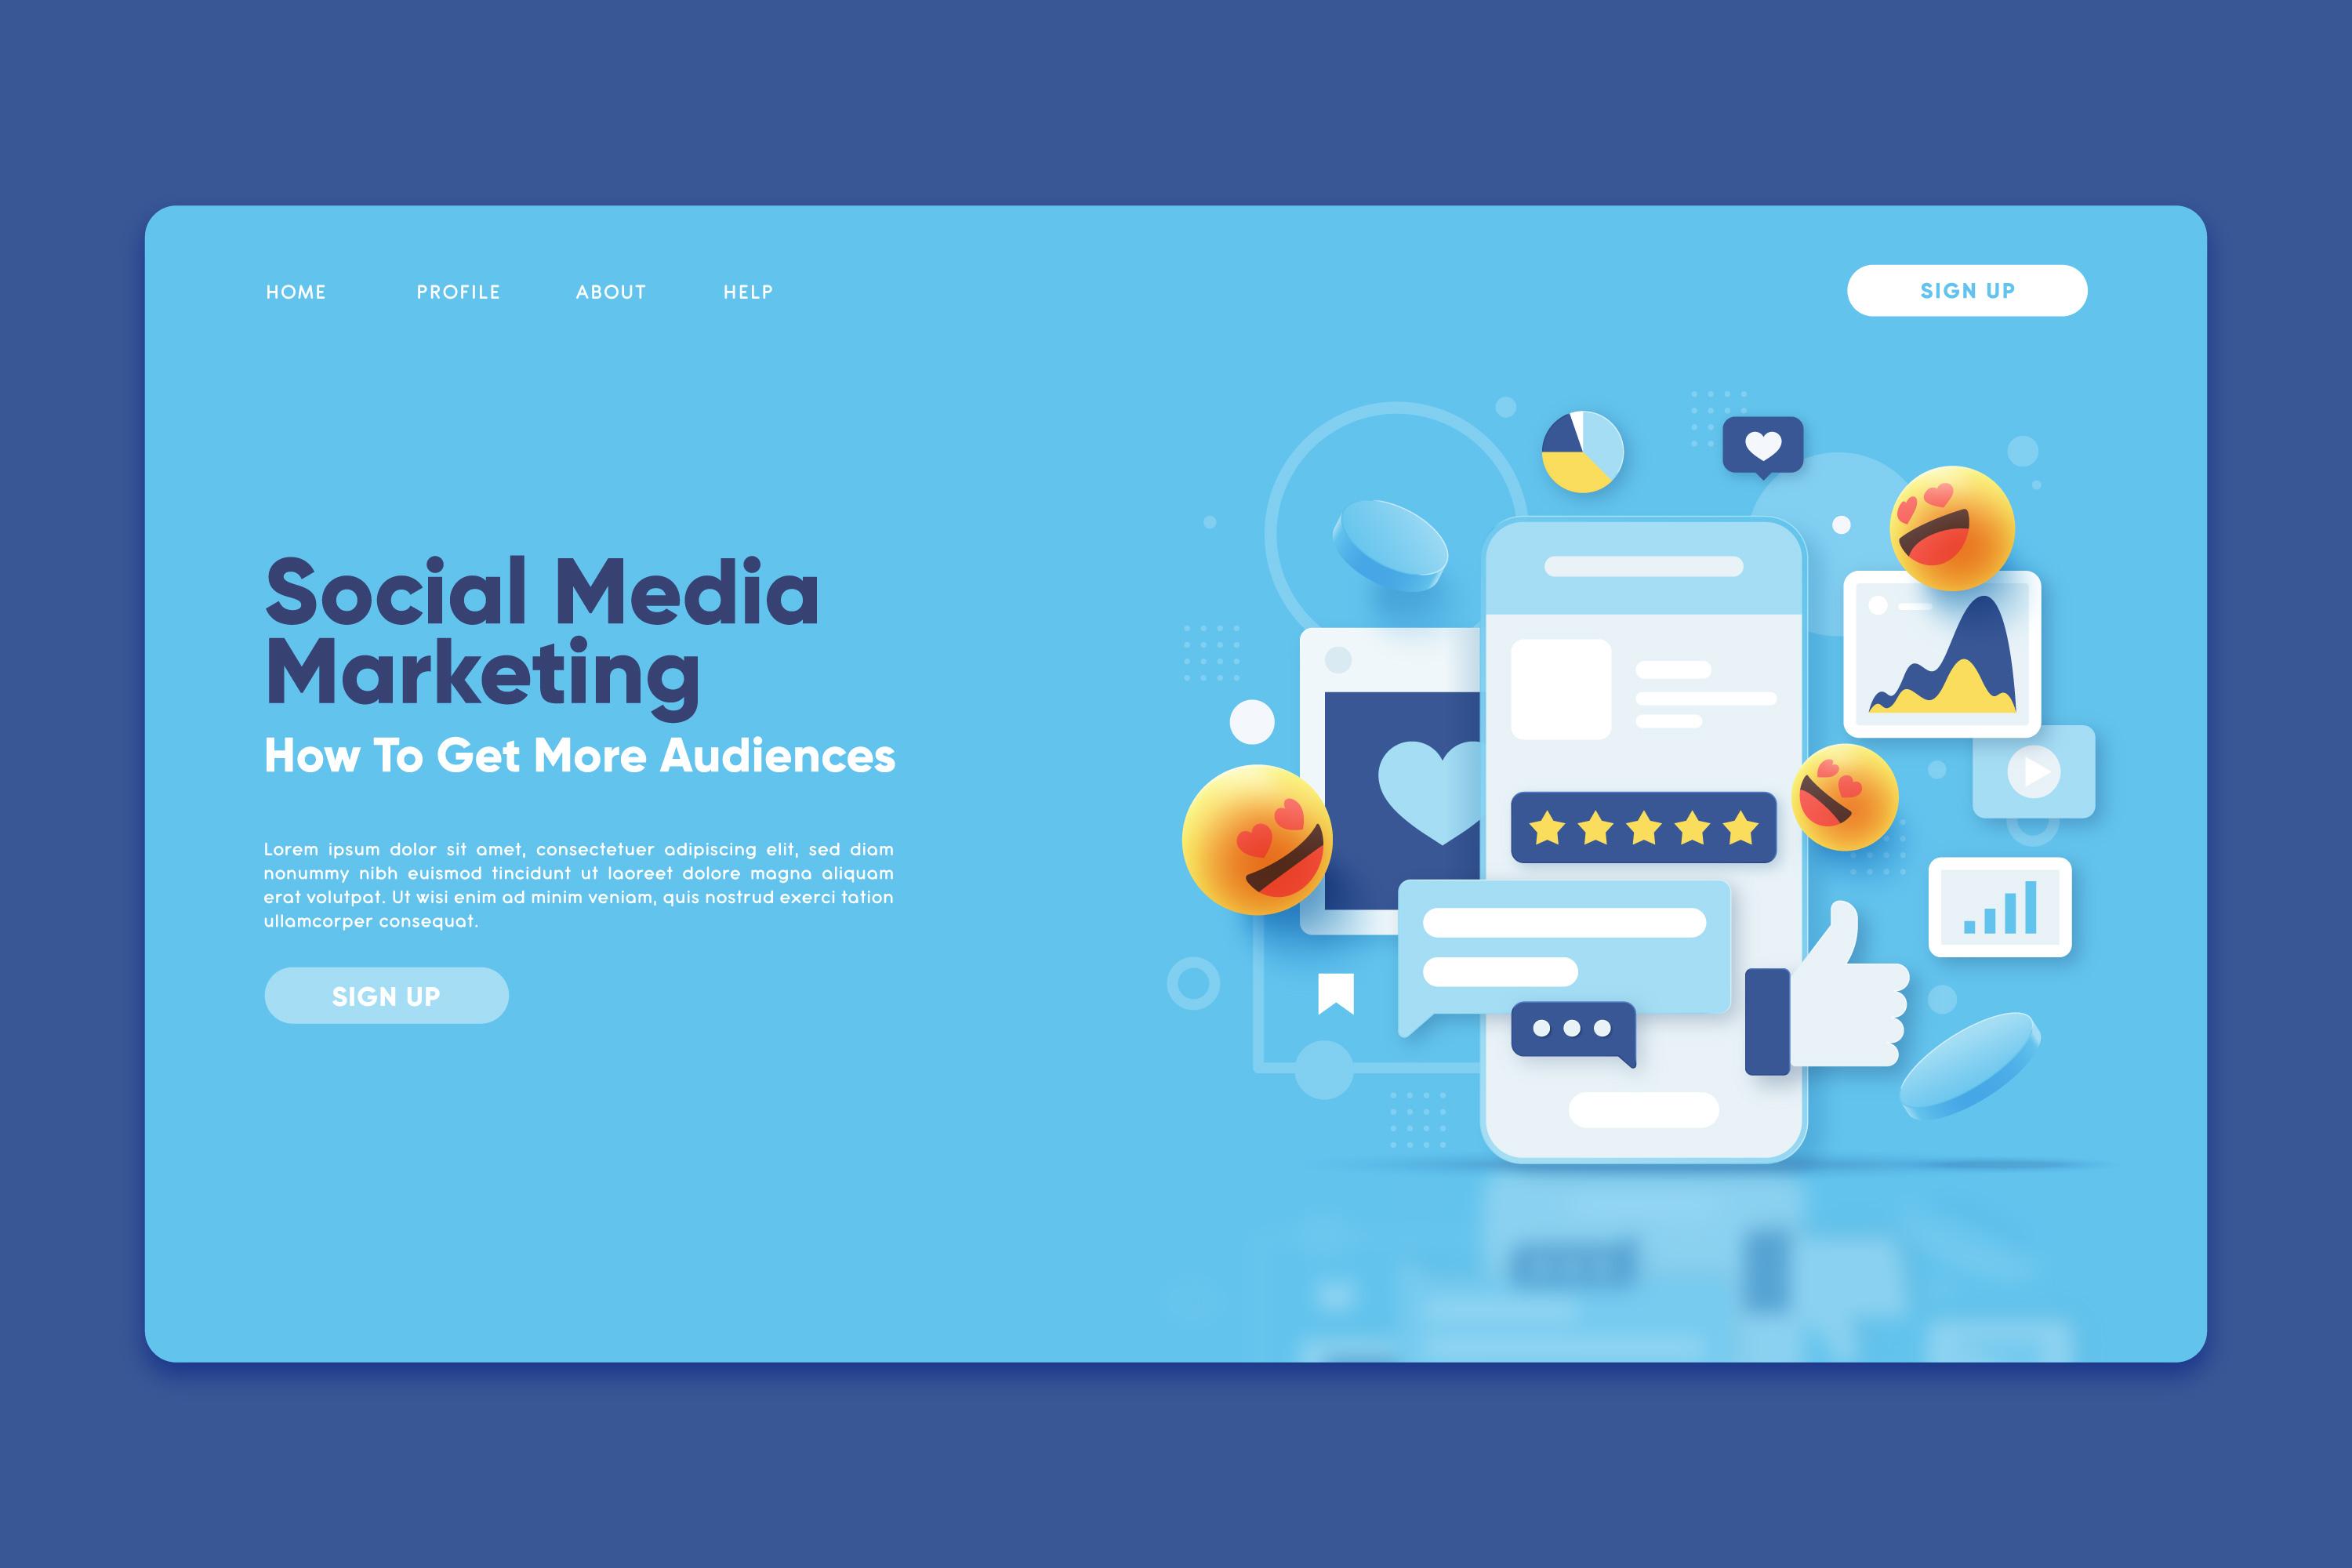 HOME PROFILE ABOUT HELP SIGN UP
Social Media
Marketing
How To Get More Audiences
Lorem ipsum dolor sit amet, consectetuer adipiscing elit, sed diam
nonummy nibh euismod tincidunt ut laoreet dolore magna aliquam
erat volutpat. Ut wisi enim ad minim veniam, quis nostrud exerci tation
ullamcorper consequat.
SIGN UP